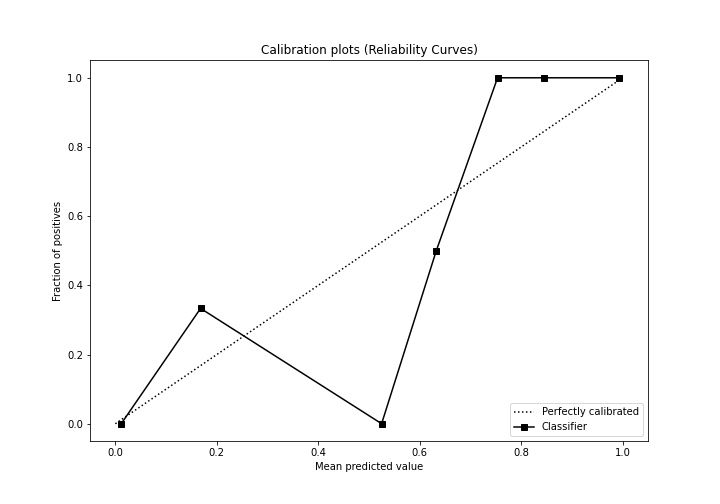 Calibration plots (Reliability Curves)
1.0
0.8
0.6
0.4
0.2
0.0
Fraction of positives
0.0 0.2 0.4 0.6 0.8 1.0
Mean predicted value
Perfectly calibrated
Classifier